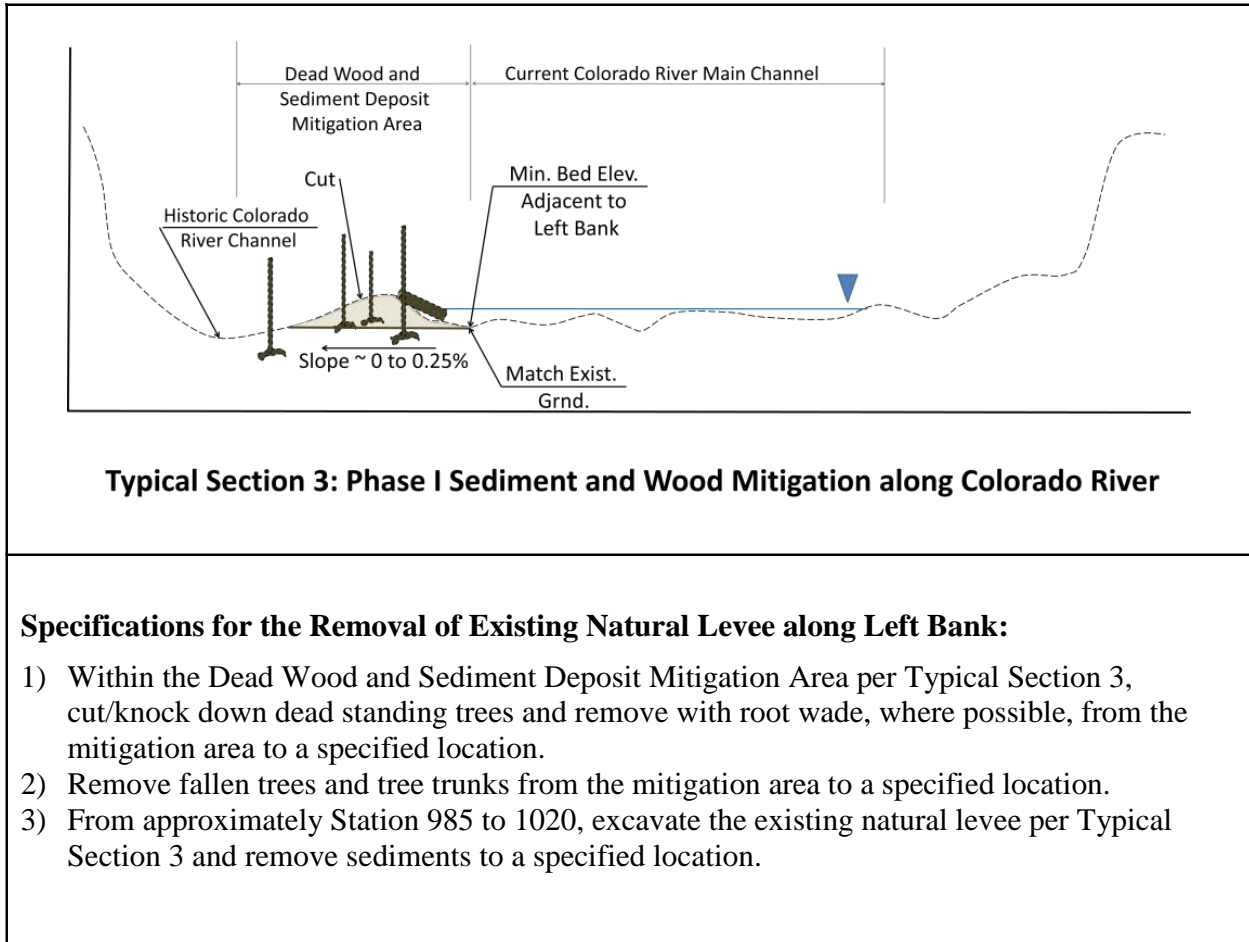 Dead Wood and
Sediment Deposit
Mitigation Area
Current Colorado River Main Channel
Cut
Min. Bed Elev.
Adjacent to
Left Bank
Historic Colorado
River Channel
Slope ~ 0 to 0.25%
Match Exist.
Grnd.
Typical Section 3: Phase I Sediment and Wood Mitigation along Colorado River
Specifications for the Removal of Existing Natural Levee along Left Bank:
1) Within the Dead Wood and Sediment Deposit Mitigation Area per Typical Section 3,
cut/knock down dead standing trees and remove with root wade, where possible, from the
mitigation area to a specified location.
2) Remove fallen trees and tree trunks from the mitigation area to a specified location.
3) From approximately Station 985 to 1020, excavate the existing natural levee per Typical
Section 3 and remove sediments to a specified location.